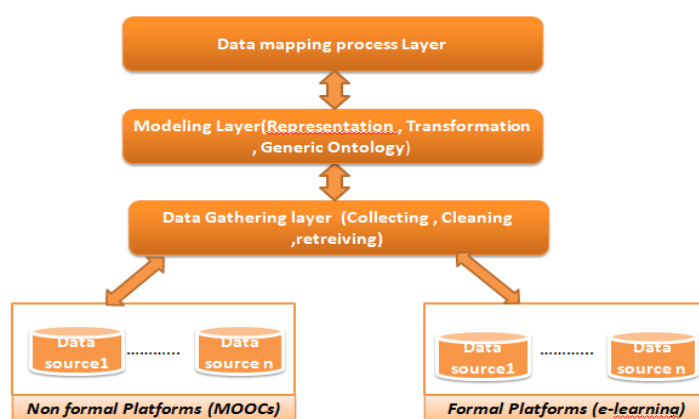 Data mapping process Layer
Modeling Layer(Representation , Transformation
, Generic Ontology)
Data Gathering layer (Collecting , Cleaning
,retreiving)
Data
source1
............
Data
source n
Data
source1
............
Data
source n
Non formal Platforms (MOOCs)
Formal Platforms (e-learning)